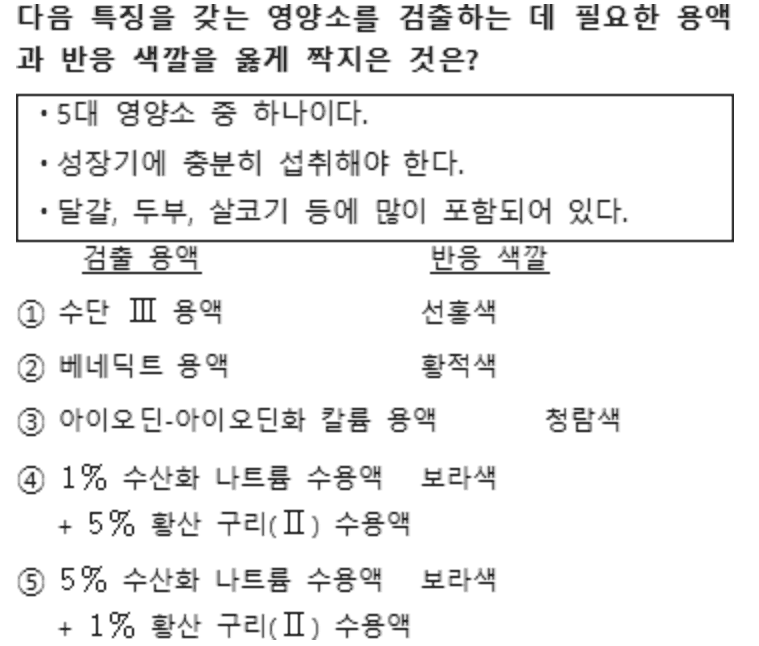 다음 특징을 갖는 영양소를 검출하는 데 필요한 용액
과 반응 색깔을 옳게 짝지은 것은?
• 5대 영양소 중 하나이다.
• 성장기에 충분히 섭취해야 한다.
• 달걀, 두부, 살코기 등에 많이 포함되어 있다.
검출 용액 반응 색깔
① 수단 Ⅲ 용액 선홍색
② 베네딕트 용액 황적색
③ 아이오딘-아이오딘화 칼륨 용액 청람색
④ 1% 수산화 나트륨 수용액 보라색
+ 5% 황산 구리(Ⅱ) 수용액
⑤ 5% 수산화 나트륨 수용액 보라색
+ 1% 황산 구리(Ⅱ) 수용액